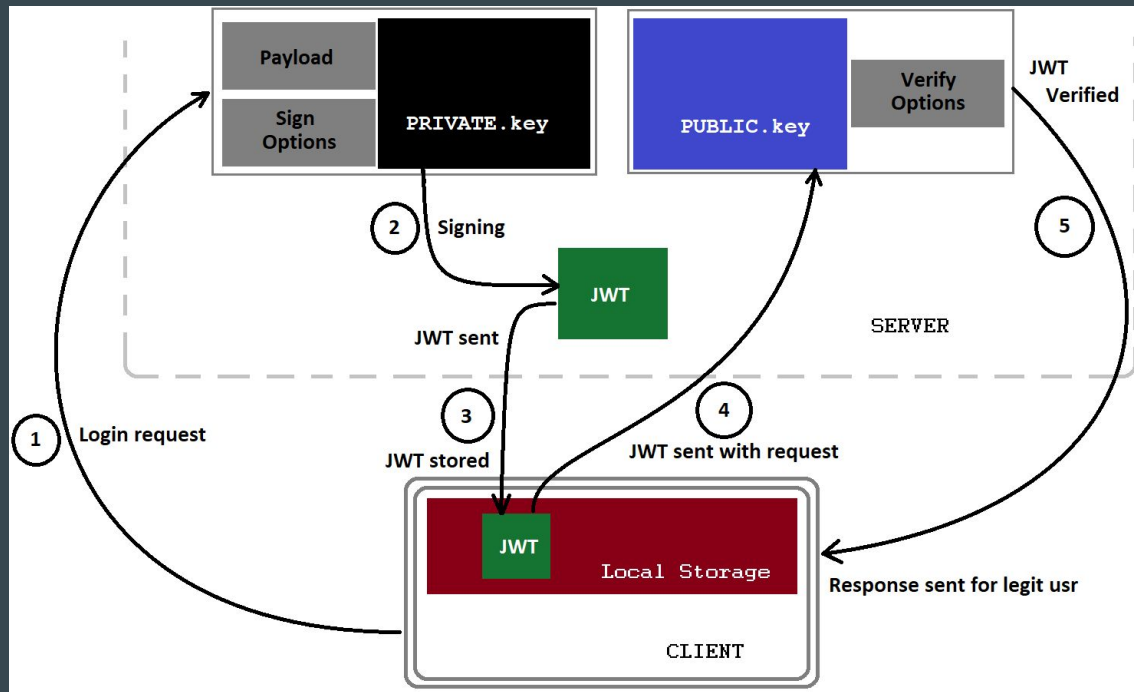 Payload
Sign
Options
PRIVATE.key
PUBLIC.key
Verify
Options
JWT
Verified
2
Signing
5
JWT
SERVER
JWT sent
3
4
1
Login request
JWT stored
JWT sent with request
JWT
Local Storage
Response sent for legit usr
CLIENT